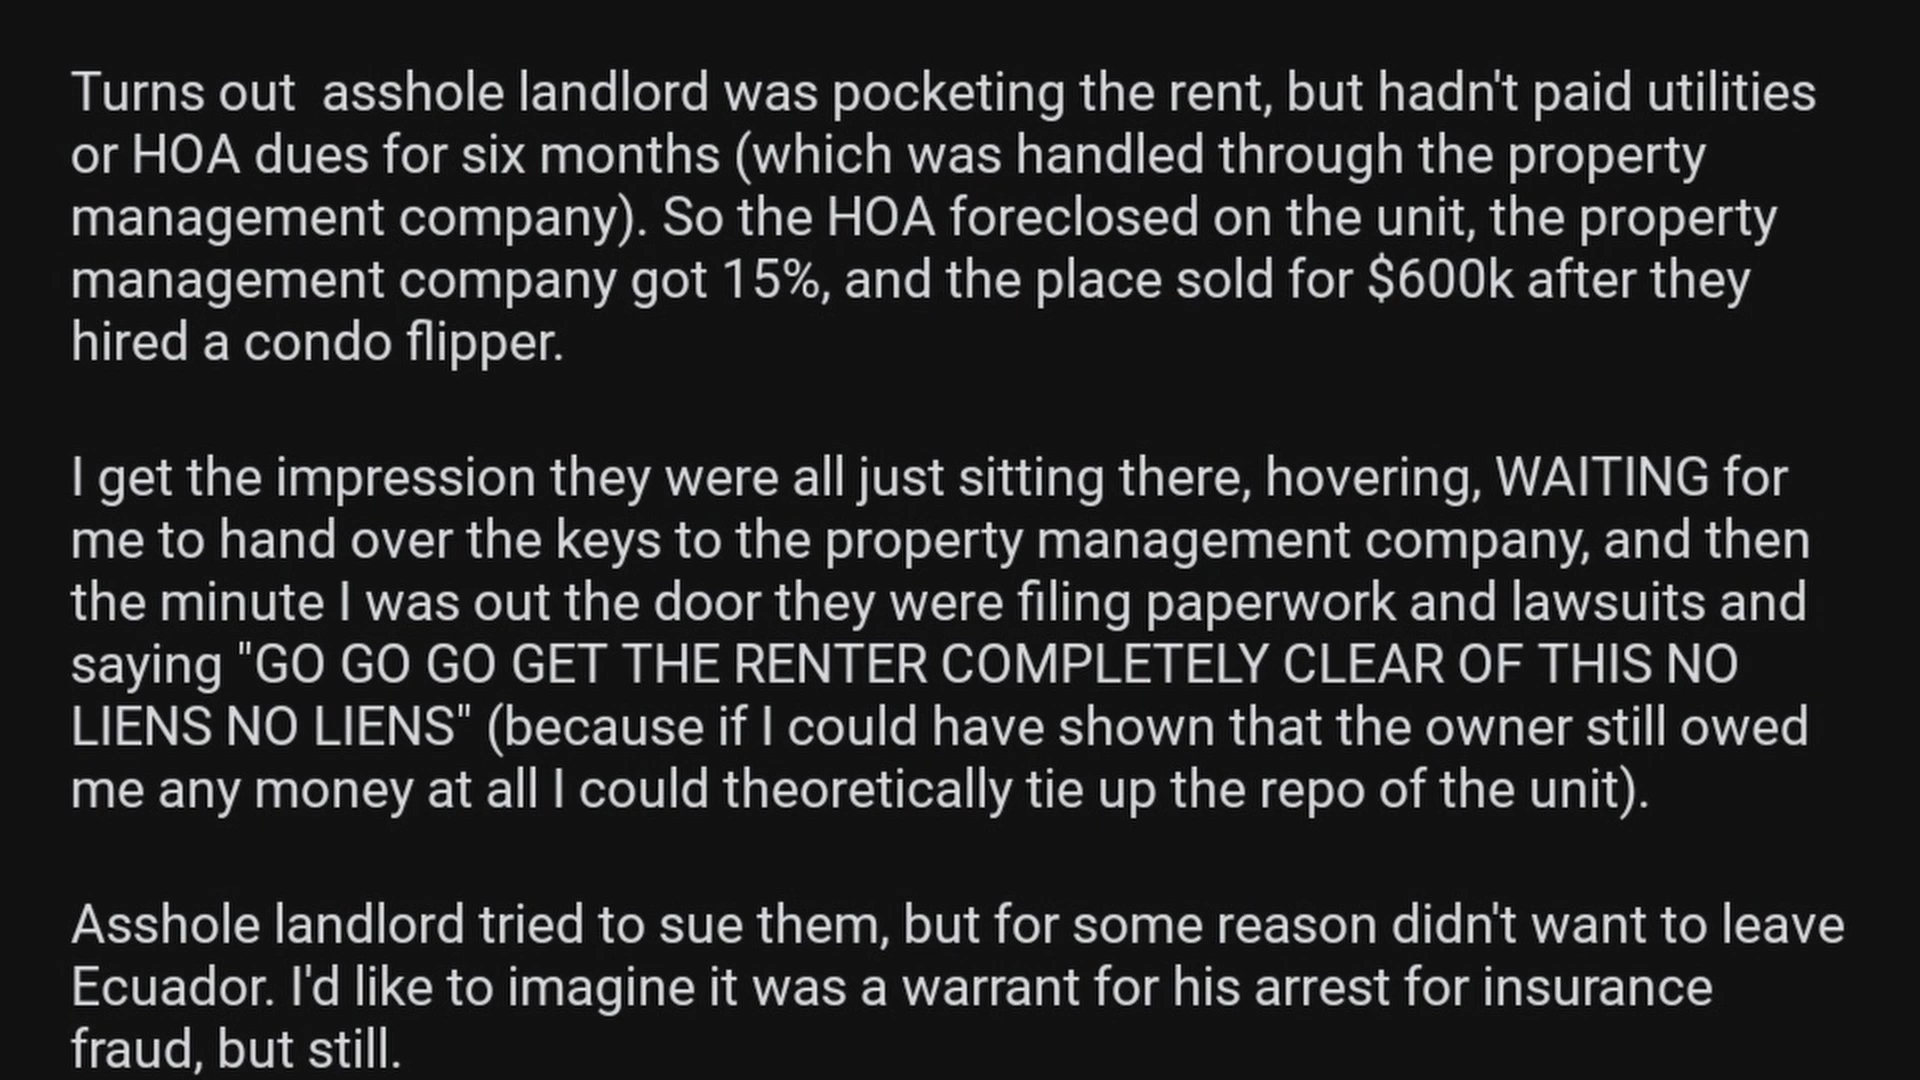 Turns out  asshole landlord was pocketing the rent, but hadn't paid utilities
or HOA dues for six months (which was handled through the property
management company). So the HOA foreclosed on the unit, the property
management company got 15%, and the place sold for $600k after they
hired a condo flipper.
I get the impression they were all just sitting there, hovering, WAITING for
me to hand over the keys to the property management company, and then
the minute I was out the door they were filing paperwork and lawsuits and
saying "GO GO GO GET THE RENTER COMPLETELY CLEAR OF THIS NO
LIENS NO LIENS" (because if I could have shown that the owner still owed
me any money at all I could theoretically tie up the repo of the unit).
Asshole landlord tried to sue them, but for some reason didn't want to leave
Ecuador. I'd like to imagine it was a warrant for his arrest for insurance
fraud, but still.